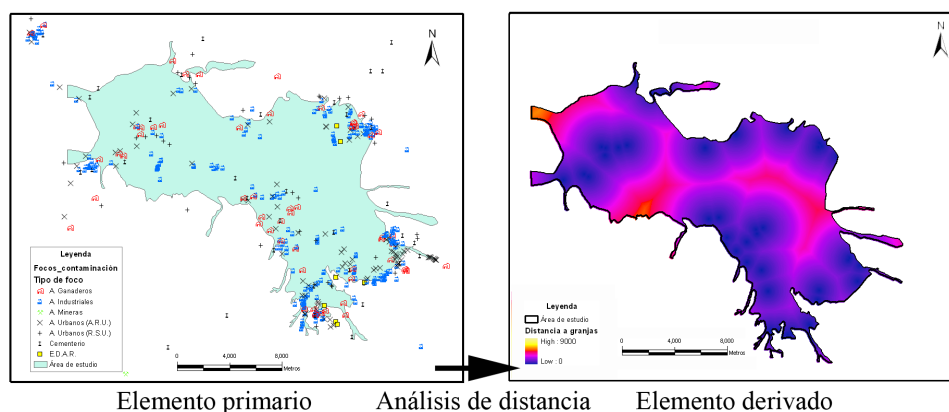 N
Leyenda
Focos_contaminación
Tipo de foco
A. Ganaderos
A. Industriales
A. Mineras
A. Urbanos (A.R.U.)
A. Urbanos (R.S.U.)
Cementerio
E.D.A.R.
Área de estudio
0 4,000 8,000
Metros
N
Leyenda
Área de estudio
Distancia a granjas
High : 9000
Low : 0
0 4,000 8,000
Metros
Elemento primario Análisis de distancia Elemento derivado